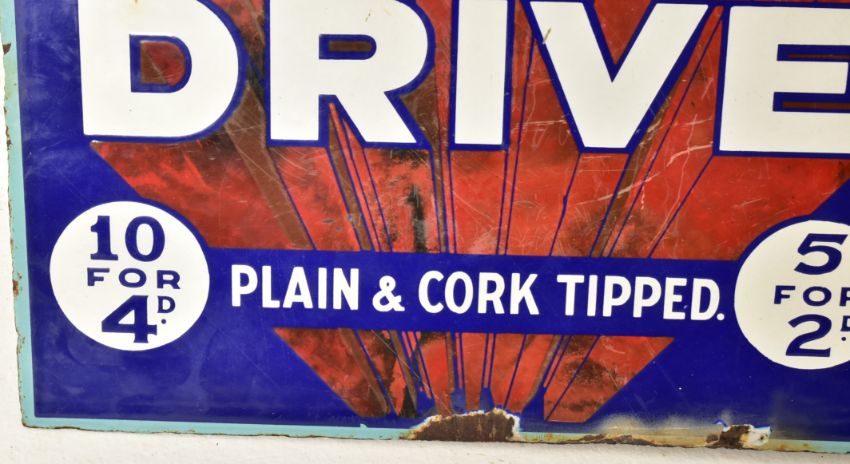 DRIVE
10
FOR
4D.
PLAIN & CORK TIPPED.
5
FOR
2D.